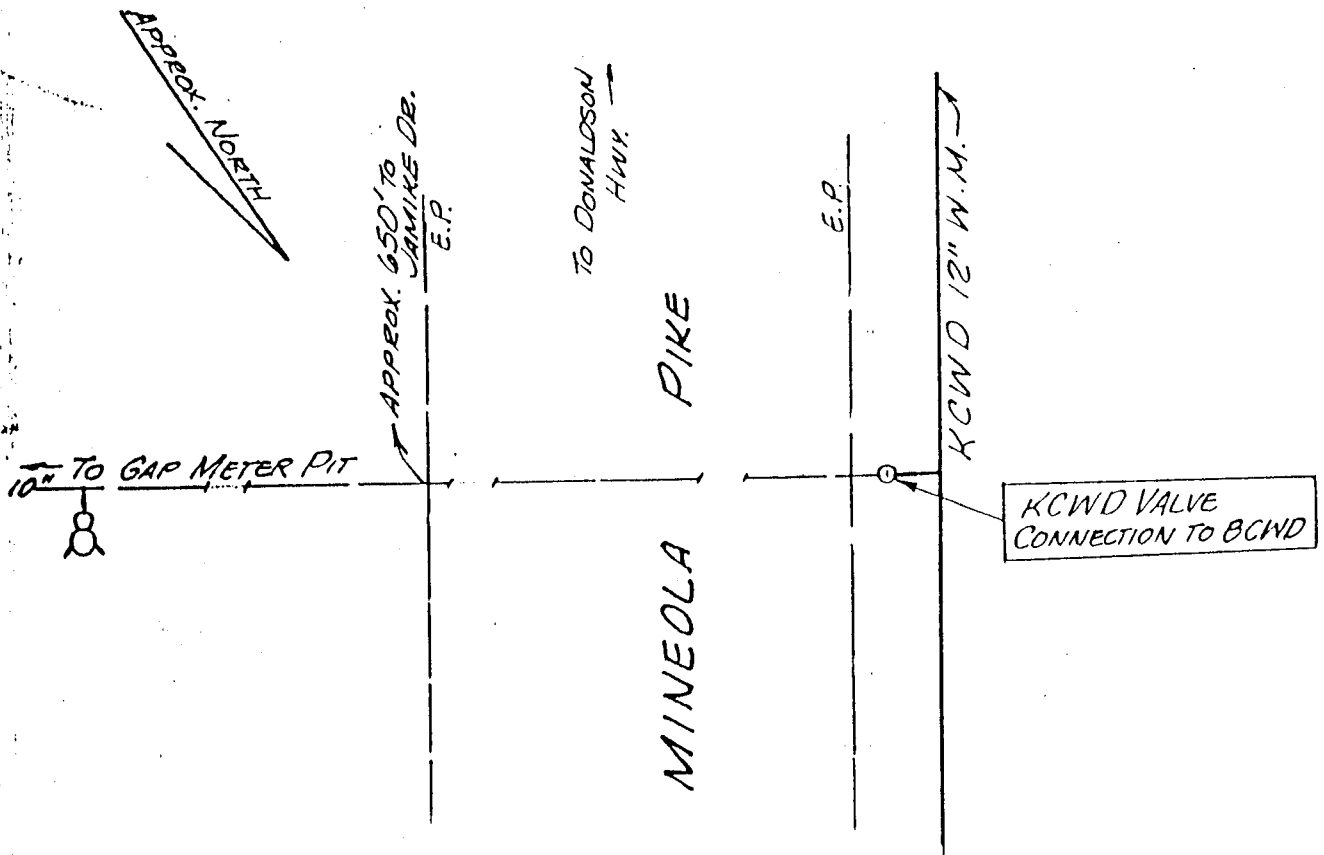 APPROX. NORTH
APPROX. 650' TO
JAMIKE DR.
E.P.
TO DONALDSON
HWY.
E.P.
KCWD 12" W.M.
MINEOLA PIKE
10" TO GAP METER PIT
KCWD VALVE
CONNECTION TO BCWD